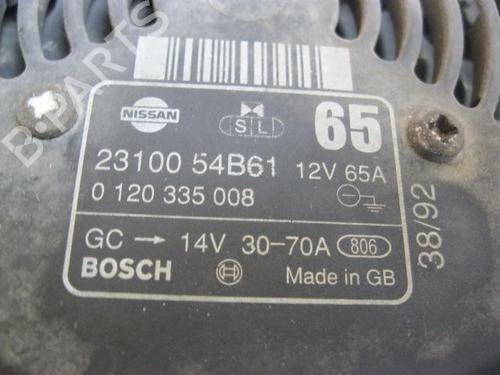 NISSAN
S L
65
23100 54B61 12V 65A
0 120 335 008
GC → 14V 30-70A 806
BOSCH Made in GB
38/92
B-PARTS